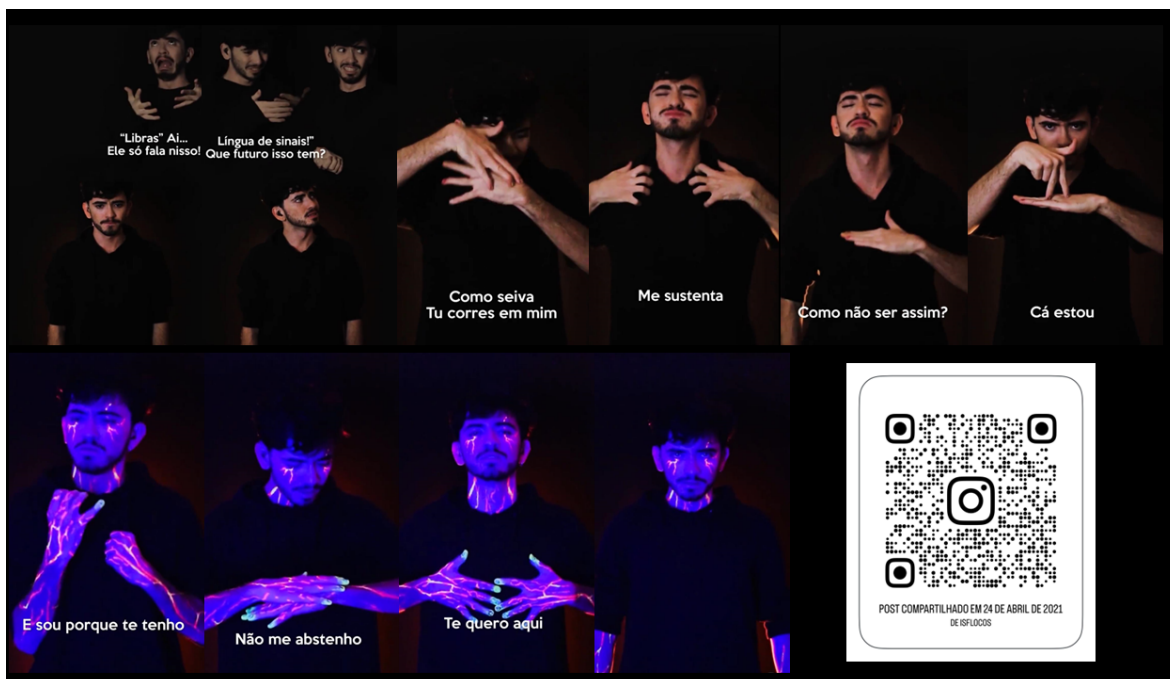 “Libras” Ai...
Ele só fala nisso!
Língua de sinais!”
Que futuro isso tem?
Como seiva
Tu corres em mim
Me sustenta
Como não ser assim?
Cá estou
E sou porque te tenho
Não me abstenho
Te quero aqui
POST COMPARTILHADO EM 24 DE ABRIL DE 2021
DE ISFLOCOS